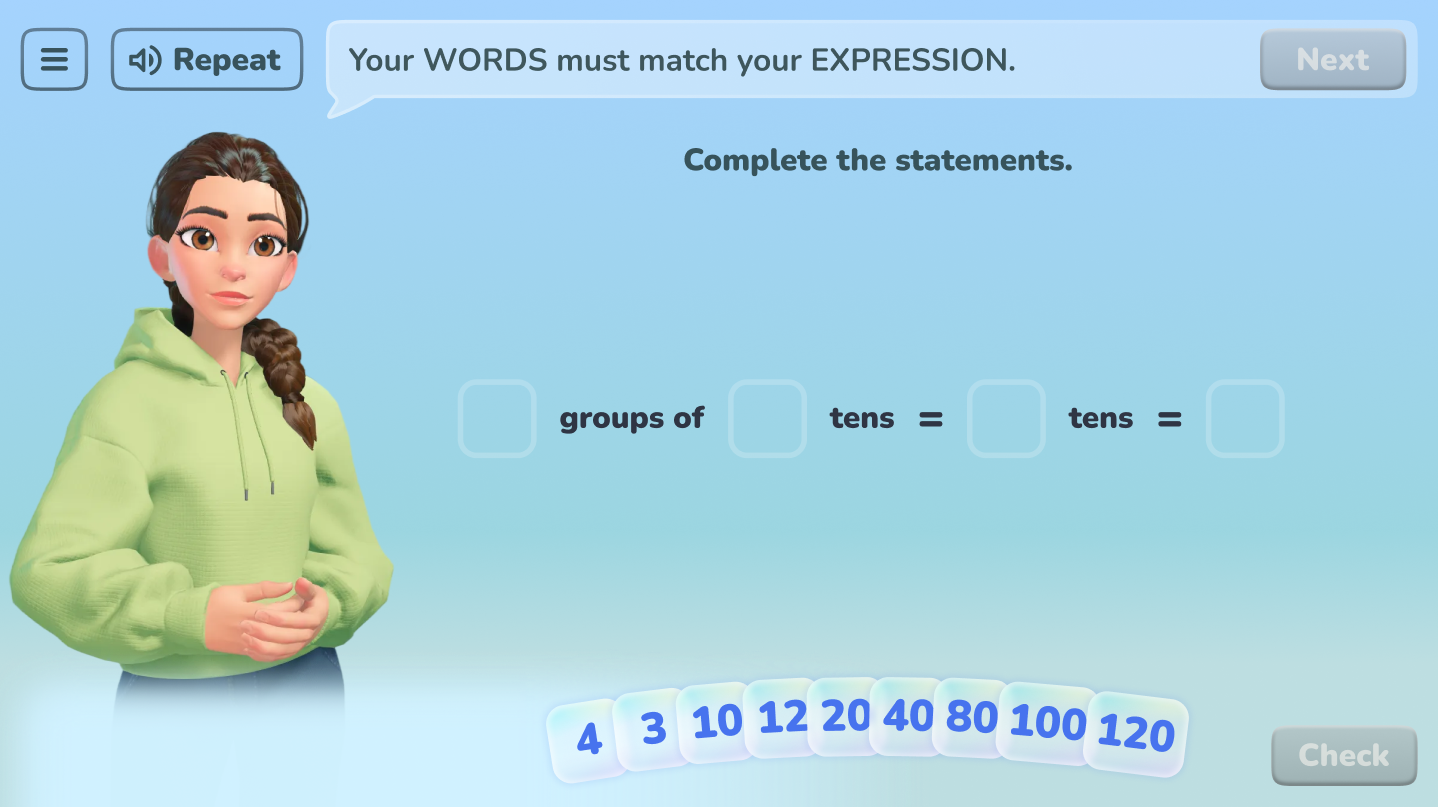 Repeat
Your WORDS must match your EXPRESSION.
Next
Complete the statements.
groups of tens = tens =
4 3 10 12 20 40 80 100 120
Check